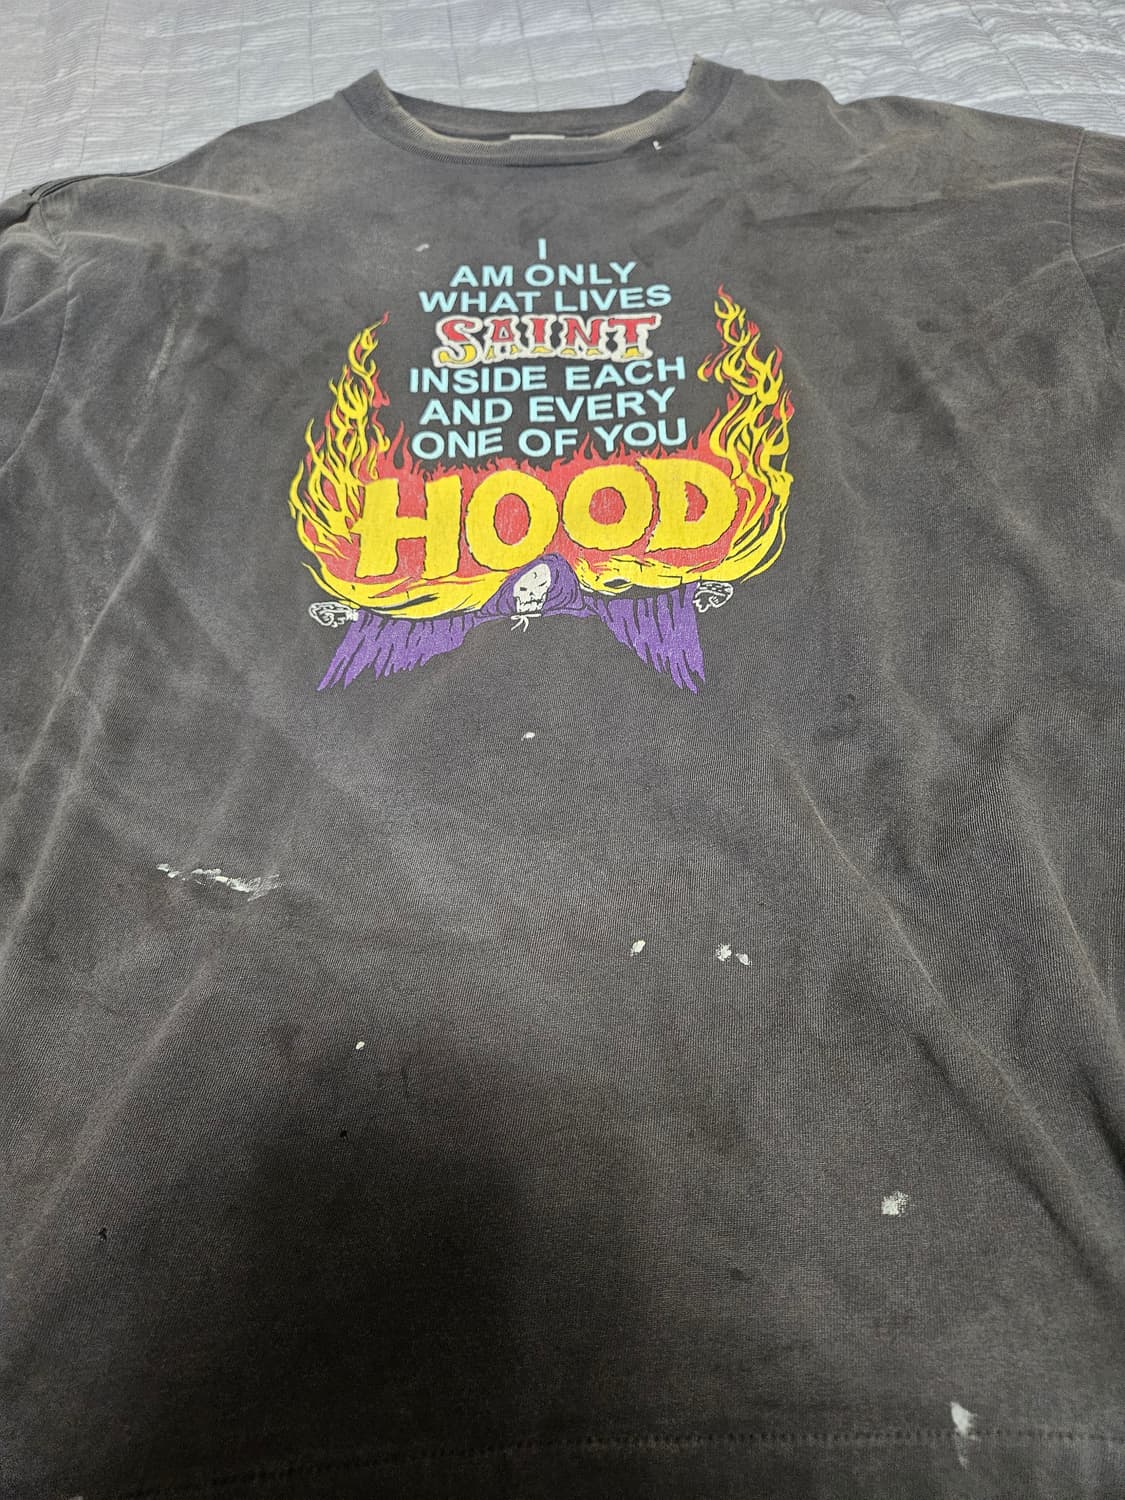 I
AM ONLY
WHAT LIVES
SAINT
INSIDE EACH
AND EVERY
ONE OF YOU
HOOD